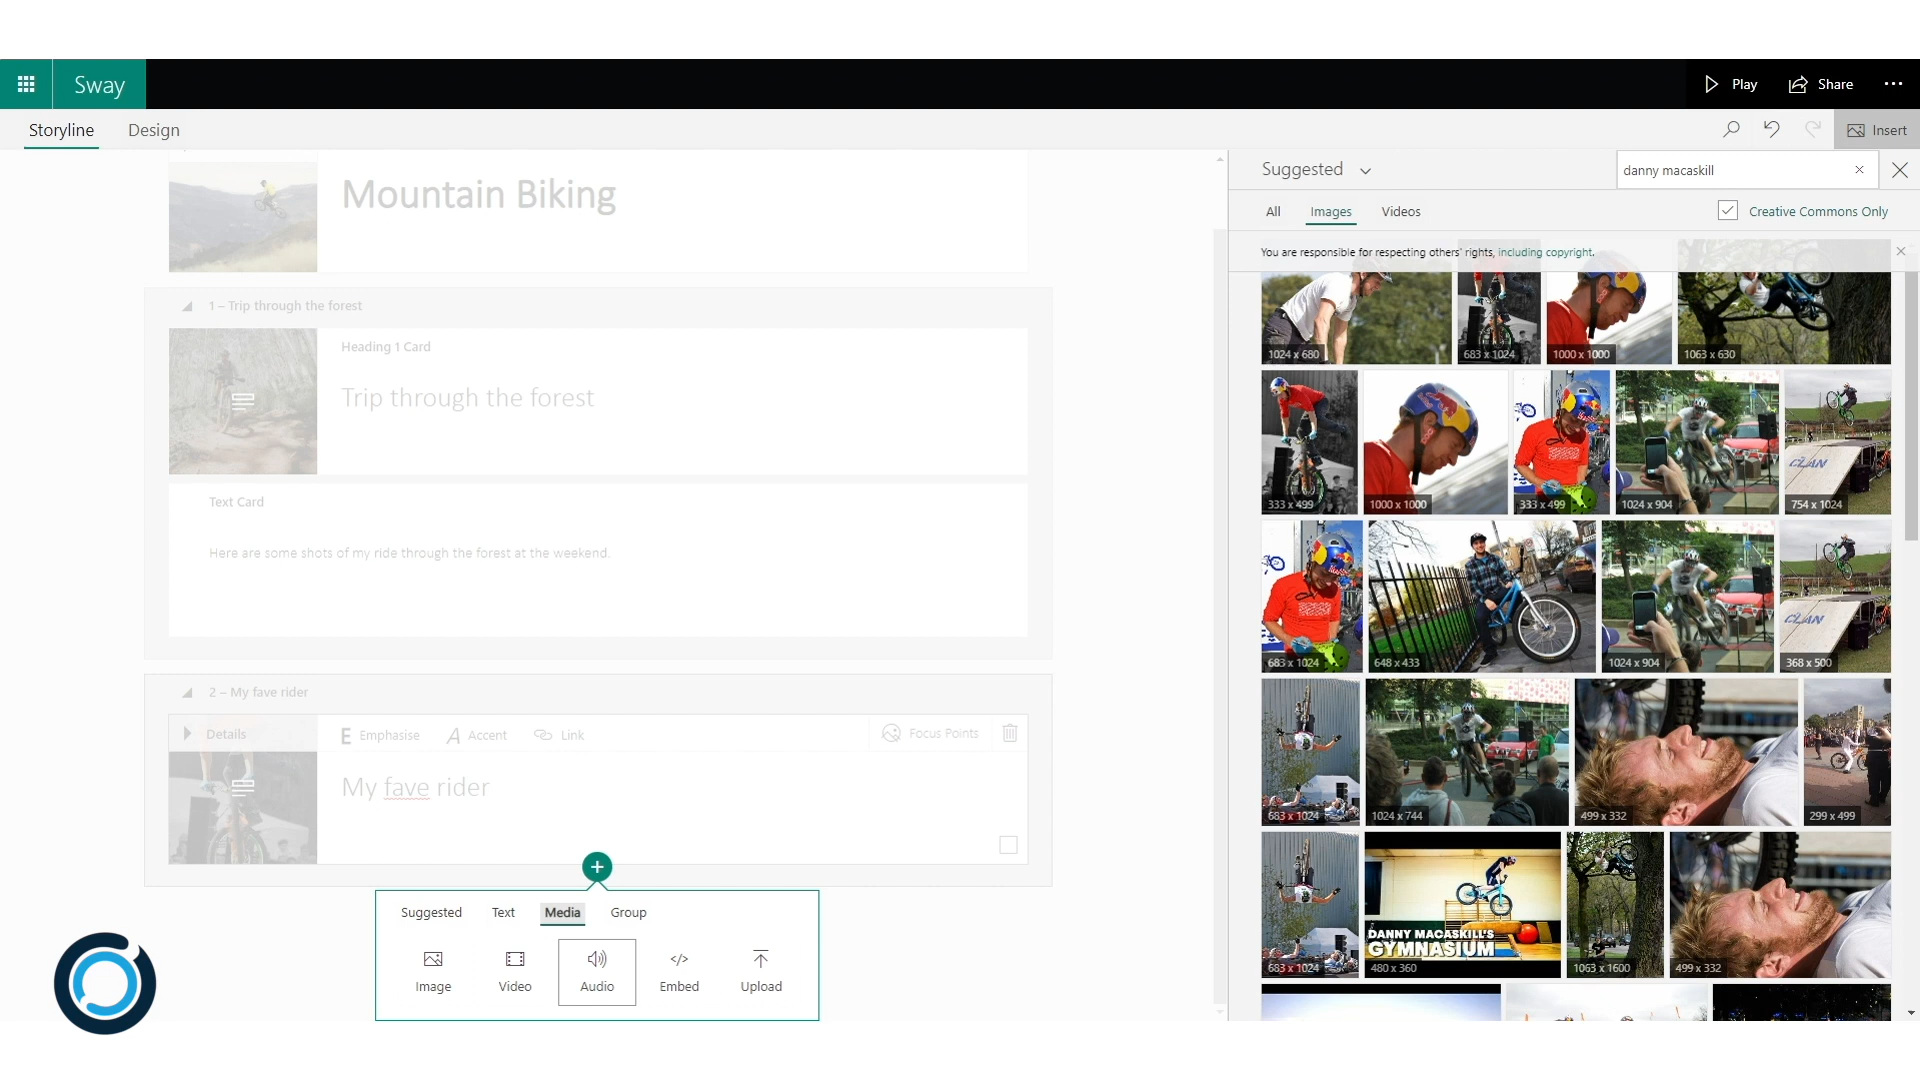 Sway
Play
Share
Storyline
Design
Insert
Suggested
danny macaskill
All
Images
Videos
Creative Commons Only
You are responsible for respecting others' rights, including copyright.
Mountain Biking
1 – Trip through the forest
Heading 1 Card
Trip through the forest
Text Card
Here are some shots of my ride through the forest at the weekend.
2 – My fave rider
Details
E Emphasise
A Accent
Link
Focus Points
My fave rider
Suggested
Text
Media
Group
Image
Video
Audio
Embed
Upload
1024 x 680
683 x 1024
1000 x 1000
1063 x 630
333 x 499
1000 x 1000
333 x 499
1024 x 904
CLAN
754 x 1024
683 x 1024
648 x 433
1024 x 904
CLAN
368 x 500
683 x 1024
1024 x 744
499 x 332
299 x 499
683 x 1024
DANNY MACASKILL'S
GYMNASIUM
480 x 360
1063 x 1600
499 x 332